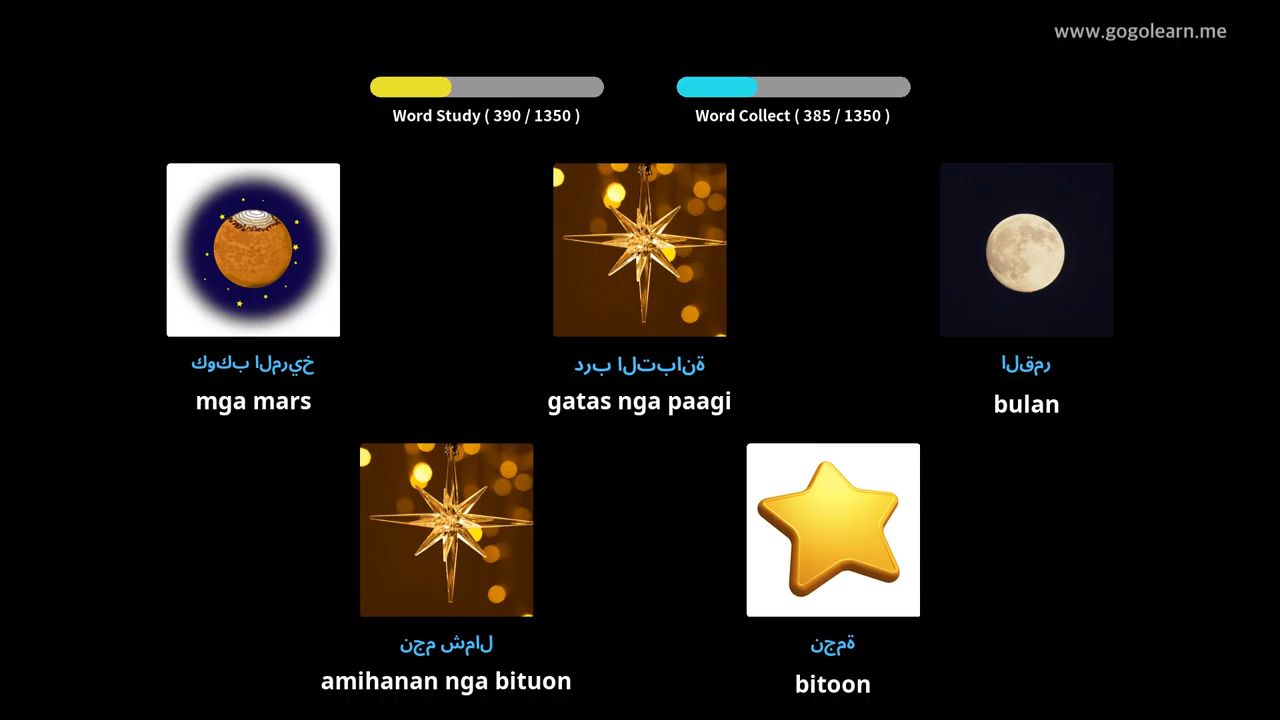 www.gogolearn.me
Word Study ( 390 / 1350 )
Word Collect ( 385 / 1350 )
كوكب المريخ
mga mars
درب التبانة
gatas nga paagi
القمر
bulan
نجم شمال
amihanan nga bituon
نجمة
bitoon